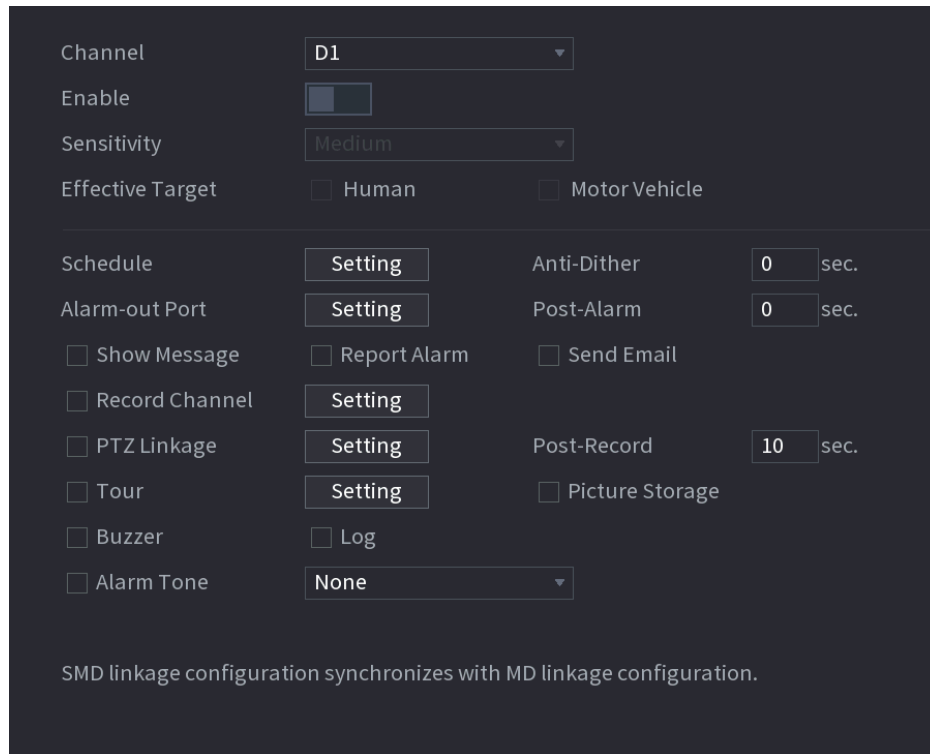 Channel D1
Enable
Sensitivity Medium
Effective Target Human Motor Vehicle
Schedule Setting Anti-Dither 0 sec.
Alarm-out Port Setting Post-Alarm 0 sec.
Show Message Report Alarm Send Email
Record Channel Setting
PTZ Linkage Setting Post-Record 10 sec.
Tour Setting Picture Storage
Buzzer Log
Alarm Tone None
SMD linkage configuration synchronizes with MD linkage configuration.